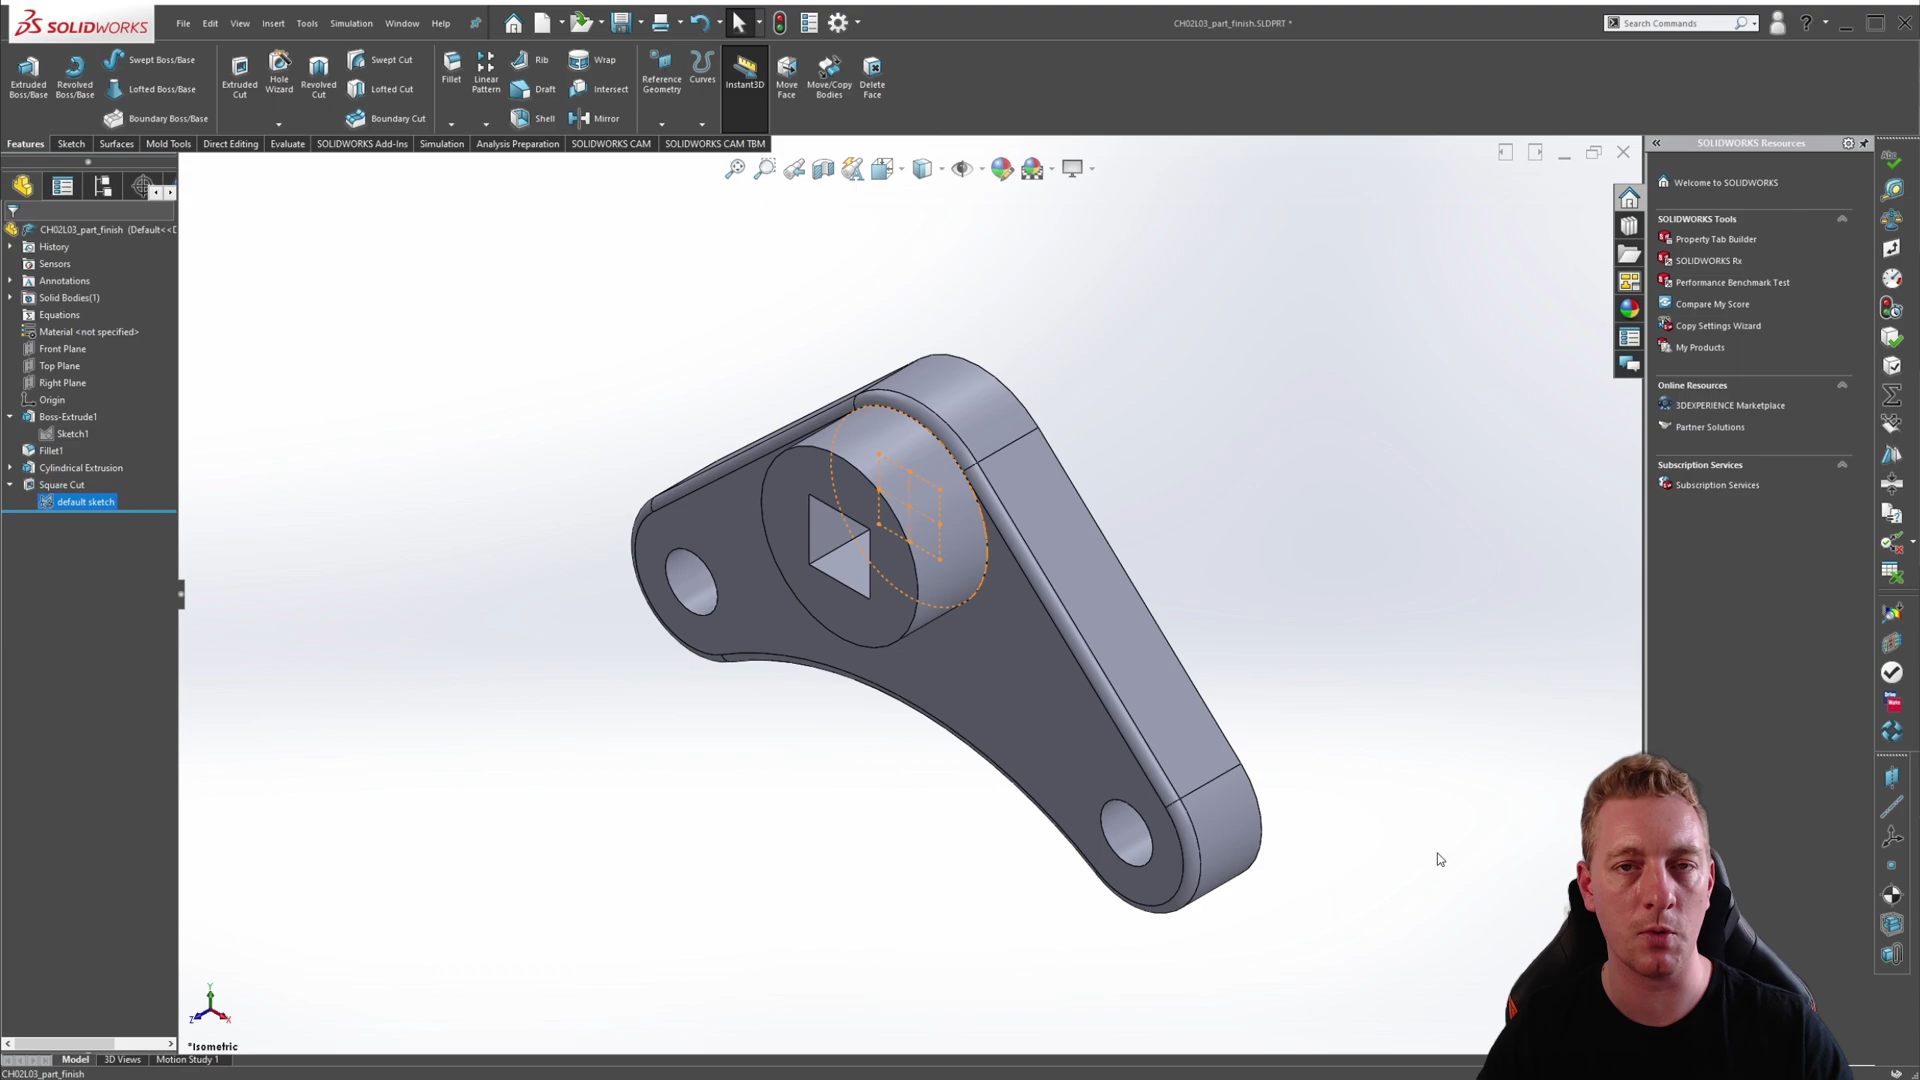 SOLIDWORKS
File Edit View Insert Tools Simulation Window Help
CH02L03_part_finish.SLDPRT *
Search Commands
Extruded Boss/Base
Revolved Boss/Base
Swept Boss/Base
Lofted Boss/Base
Boundary Boss/Base
Extruded Cut
Hole Wizard
Revolved Cut
Swept Cut
Lofted Cut
Boundary Cut
Fillet
Linear Pattern
Rib
Draft
Shell
Wrap
Intersect
Mirror
Reference Geometry
Curves
Instant3D
Move Face
Move/Copy Bodies
Delete Face
Features Sketch Surfaces Mold Tools Direct Editing Evaluate SOLIDWORKS Add-Ins Simulation Analysis Preparation SOLIDWORKS CAM SOLIDWORKS CAM TBM
CH02L03_part_finish (Default<<D
History
Sensors
Annotations
Solid Bodies(1)
Equations
Material <not specified>
Front Plane
Top Plane
Right Plane
Origin
Boss-Extrude1
Sketch1
Fillet1
Cylindrical Extrusion
Square Cut
default sketch
SOLIDWORKS Resources
Welcome to SOLIDWORKS
SOLIDWORKS Tools
Property Tab Builder
SOLIDWORKS Rx
Performance Benchmark Test
Compare My Score
Copy Settings Wizard
My Products
Online Resources
3DEXPERIENCE Marketplace
Partner Solutions
Subscription Services
Subscription Services
Y
Z X
*Isometric
Model 3D Views Motion Study 1
CH02L03_part_finish